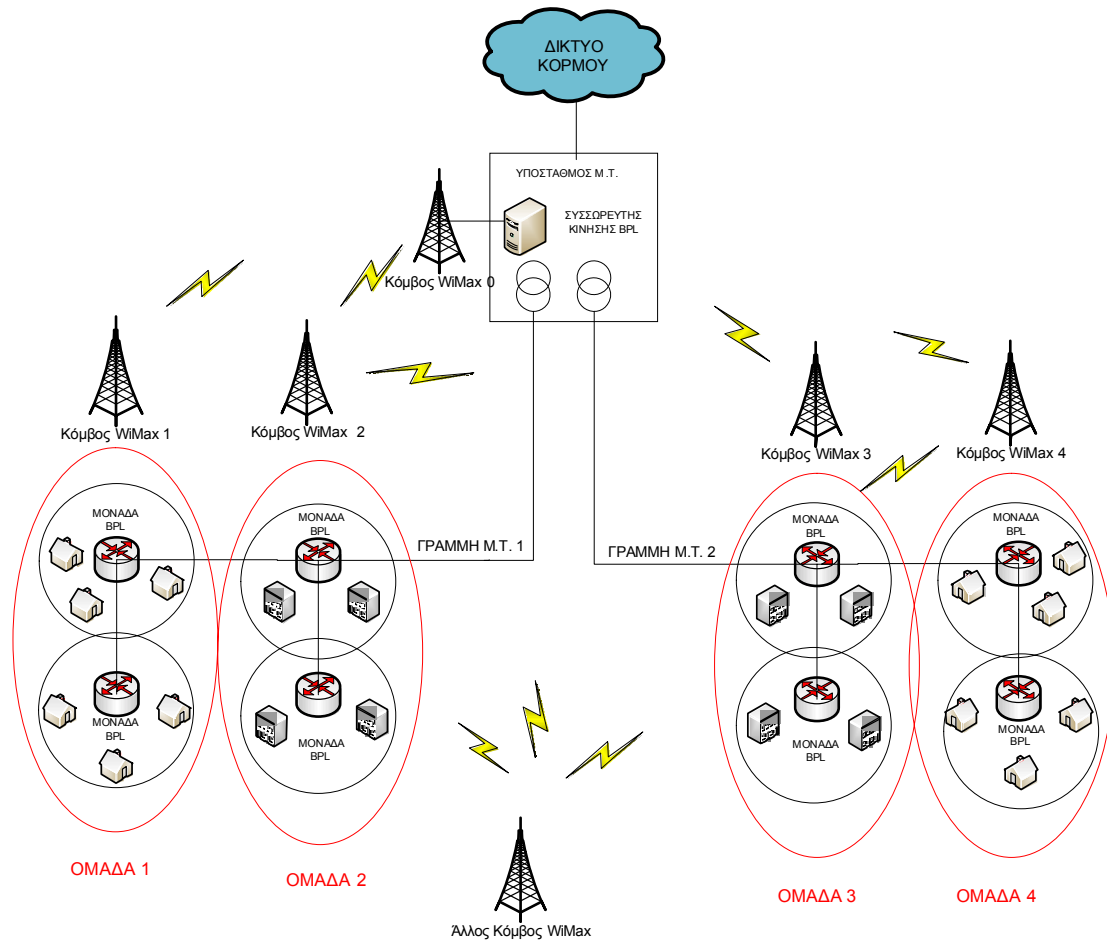 ΔΙΚΤΥΟ
ΚΟΡΜΟΥ
ΥΠΟΣΤΑΘΜΟΣ Μ.Τ.
ΣΥΣΣΩΡΕΥΤΗΣ
ΚΙΝΗΣΗΣ BPL
Κόμβος WiMax 0
Κόμβος WiMax 1
Κόμβος WiMax 2
Κόμβος WiMax 3
Κόμβος WiMax 4
ΜΟΝΑΔΑ
BPL
ΜΟΝΑΔΑ
BPL
ΓΡΑΜΜΗ Μ.Τ. 1
ΓΡΑΜΜΗ Μ.Τ. 2
ΜΟΝΑΔΑ
BPL
ΜΟΝΑΔΑ
BPL
ΜΟΝΑΔΑ
BPL
ΜΟΝΑΔΑ
BPL
ΜΟΝΑΔΑ
BPL
ΜΟΝΑΔΑ
BPL
ΟΜΑΔΑ 1
ΟΜΑΔΑ 2
ΟΜΑΔΑ 3
ΟΜΑΔΑ 4
Άλλος Κόμβος WiMax